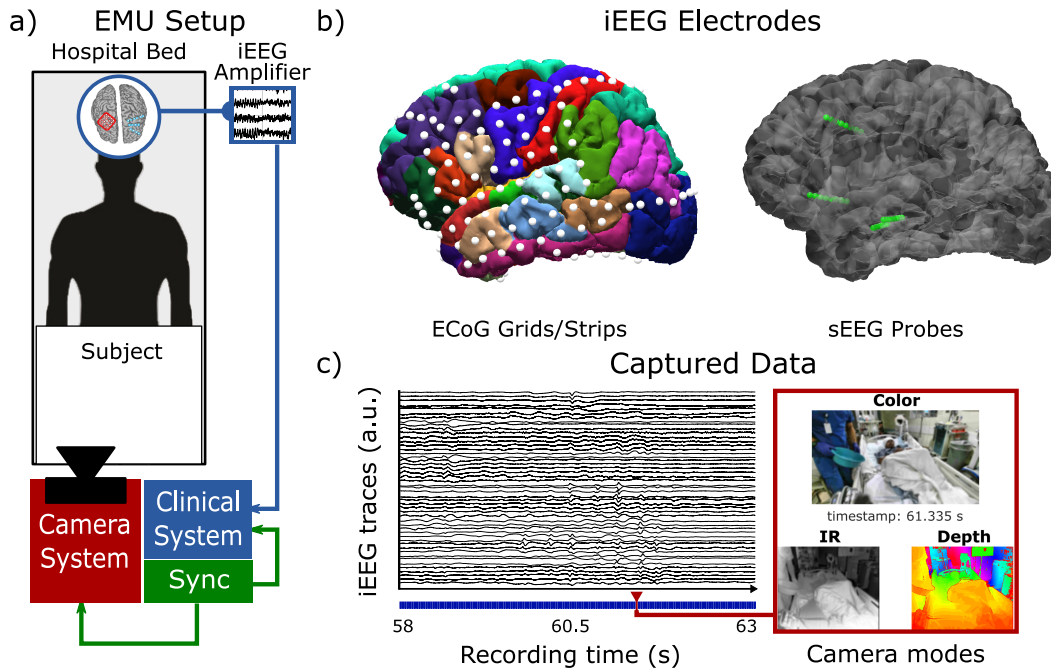 a)
EMU Setup
Hospital Bed
iEEG
Amplifier
Subject
Camera
System
Clinical
System
Sync
b)
iEEG Electrodes
ECoG Grids/Strips
sEEG Probes
c)
Captured Data
iEEG traces (a.u.)
58
60.5
63
Recording time (s)
Color
timestamp: 61.335 s
IR
Depth
Camera modes